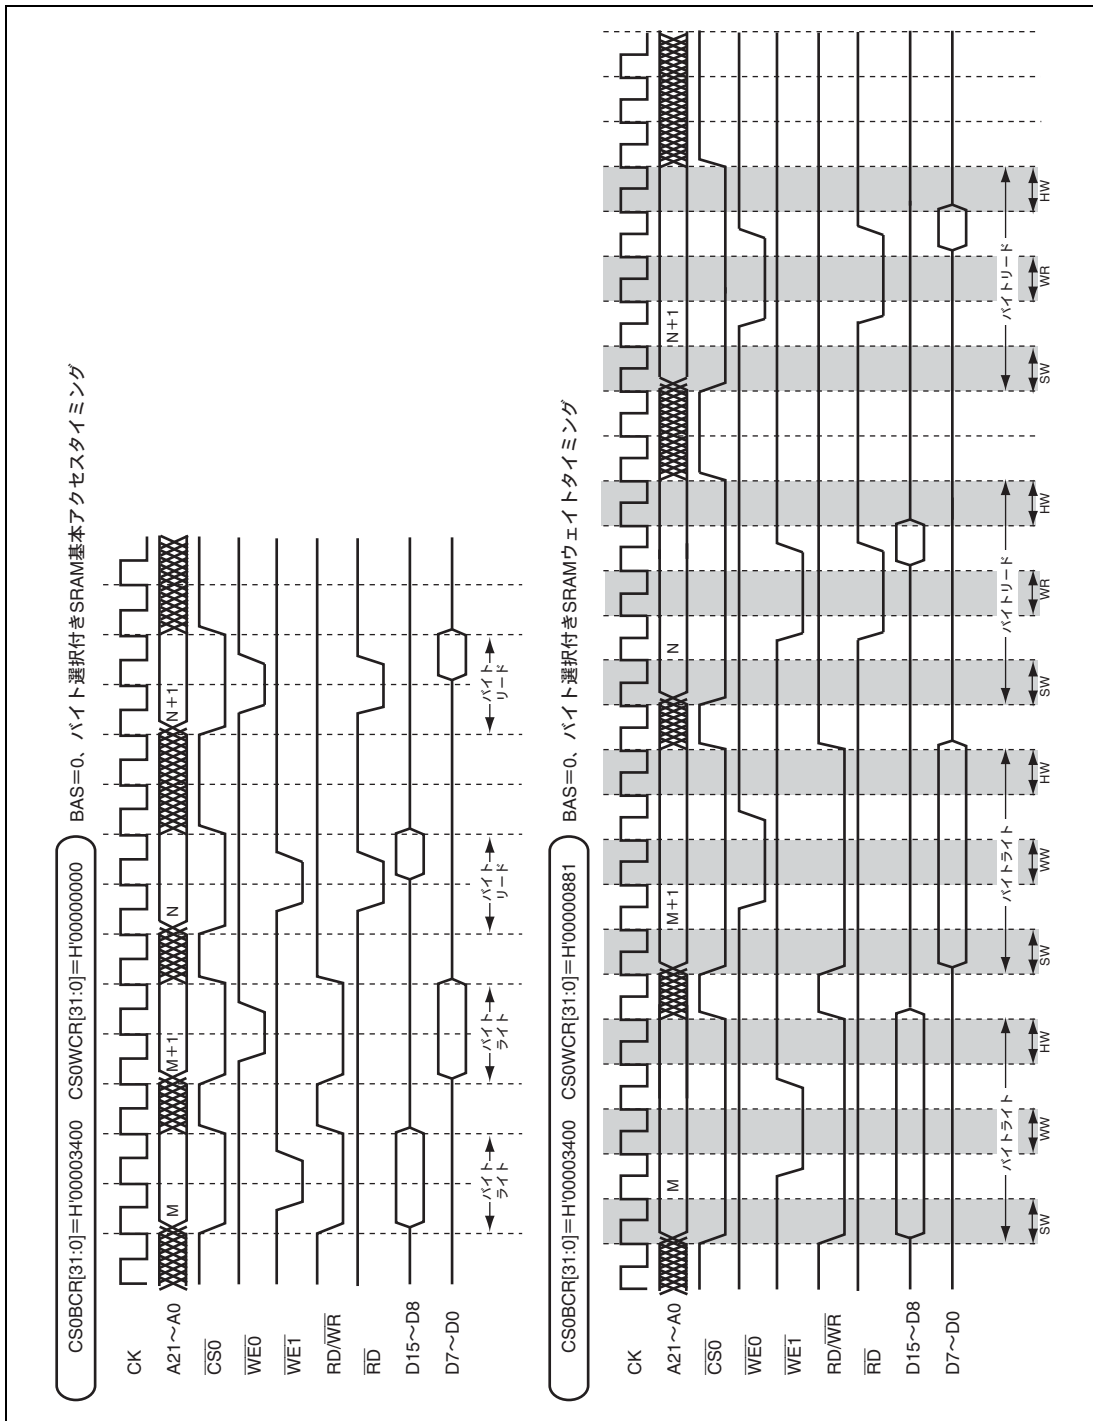 CS0BCR[31:0]=H'00003400 CS0WCR[31:0]=H'00000000 BAS=0、バイト選択付きSRAM基本アクセスタイミング
CK
A21～A0 M M+1 N N+1
CS0
WE0
WE1
RD/WR
RD
D15～D8
D7～D0
バイト
ライト
バイト
ライト
バイト
リード
バイト
リード
CS0BCR[31:0]=H'00003400 CS0WCR[31:0]=H'00000881 BAS=0、バイト選択付きSRAMウェイトタイミング
CK
A21～A0 M M+1 N N+1
CS0
WE0
WE1
RD/WR
RD
D15～D8
D7～D0
バイトライト バイトライト バイトリード バイトリード
SW WW HW SW WW HW SW WR HW SW WR HW